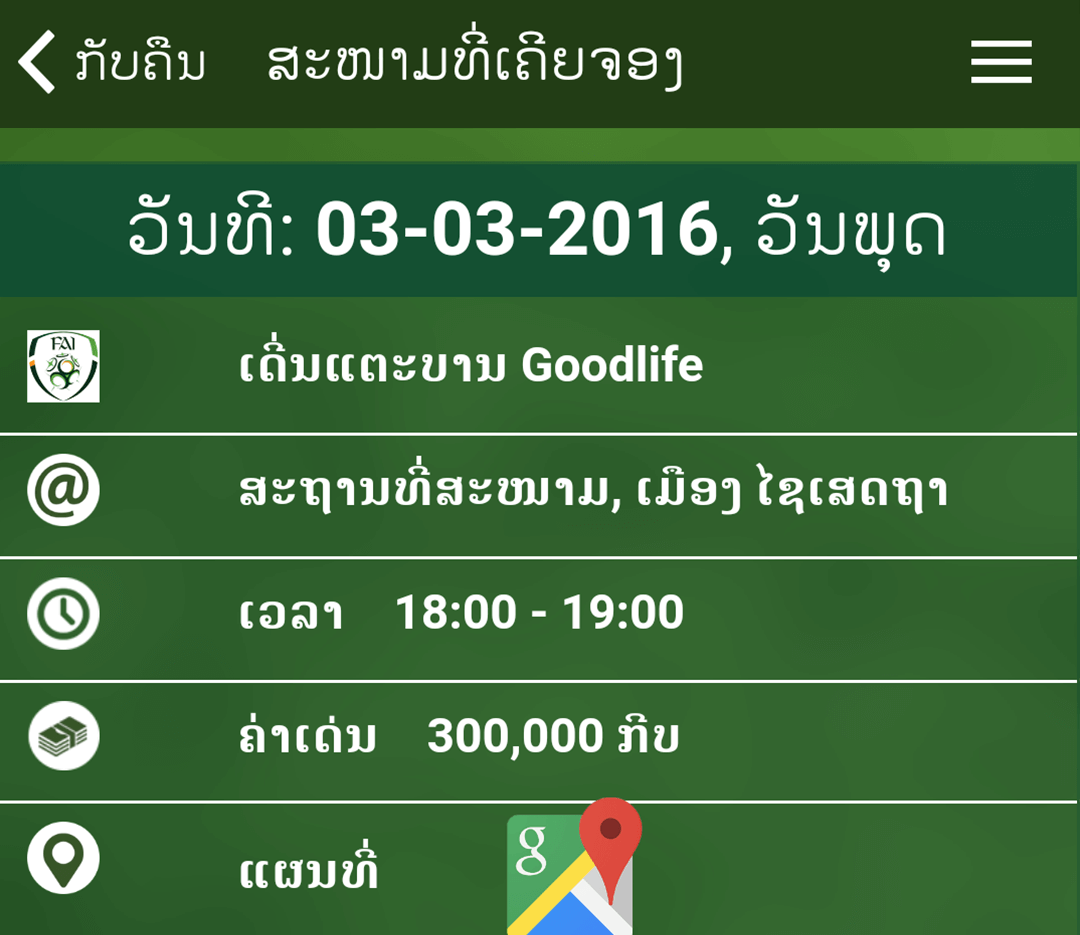 ກັບຄືນ ສະໜາມທີ່ເຄີຍຈອງ
ວັນທີ: 03-03-2016, ວັນພຸດ
FAI
ເດີ່ນແຕະບານ Goodlife
@
ສະຖານທີ່ສະໜາມ, ເມືອງ ໄຊເສດຖາ
ເວລາ 18:00 - 19:00
ຄ່າເດ່ນ 300,000 ກີບ
ແຜນທີ່
g